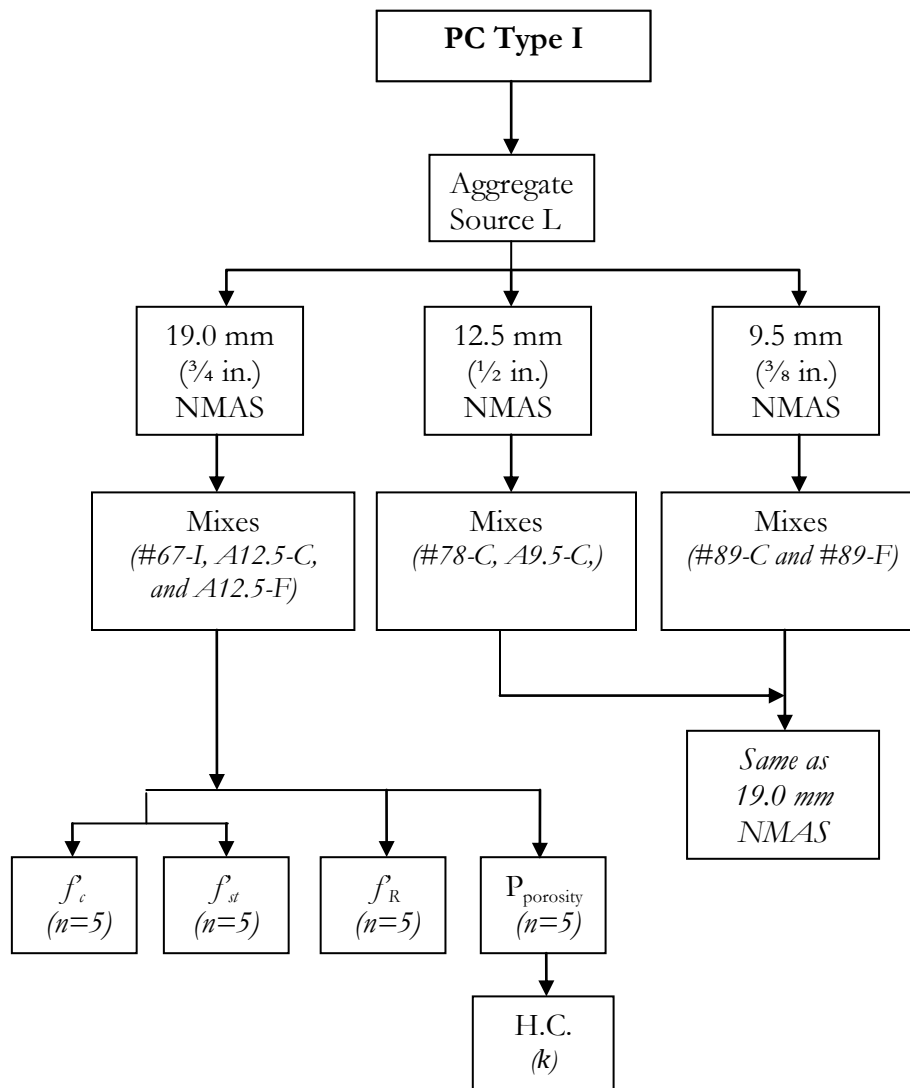 PC Type I
Aggregate
Source L
19.0 mm
(¾ in.)
NMAS
12.5 mm
(½ in.)
NMAS
9.5 mm
(⅜ in.)
NMAS
Mixes
(#67-I, A12.5-C,
and A12.5-F)
Mixes
(#78-C, A9.5-C,)
Mixes
(#89-C and #89-F)
Same as
19.0 mm
NMAS
f'c
(n=5)
f'st
(n=5)
f'R
(n=5)
Pporosity
(n=5)
H.C.
(k)